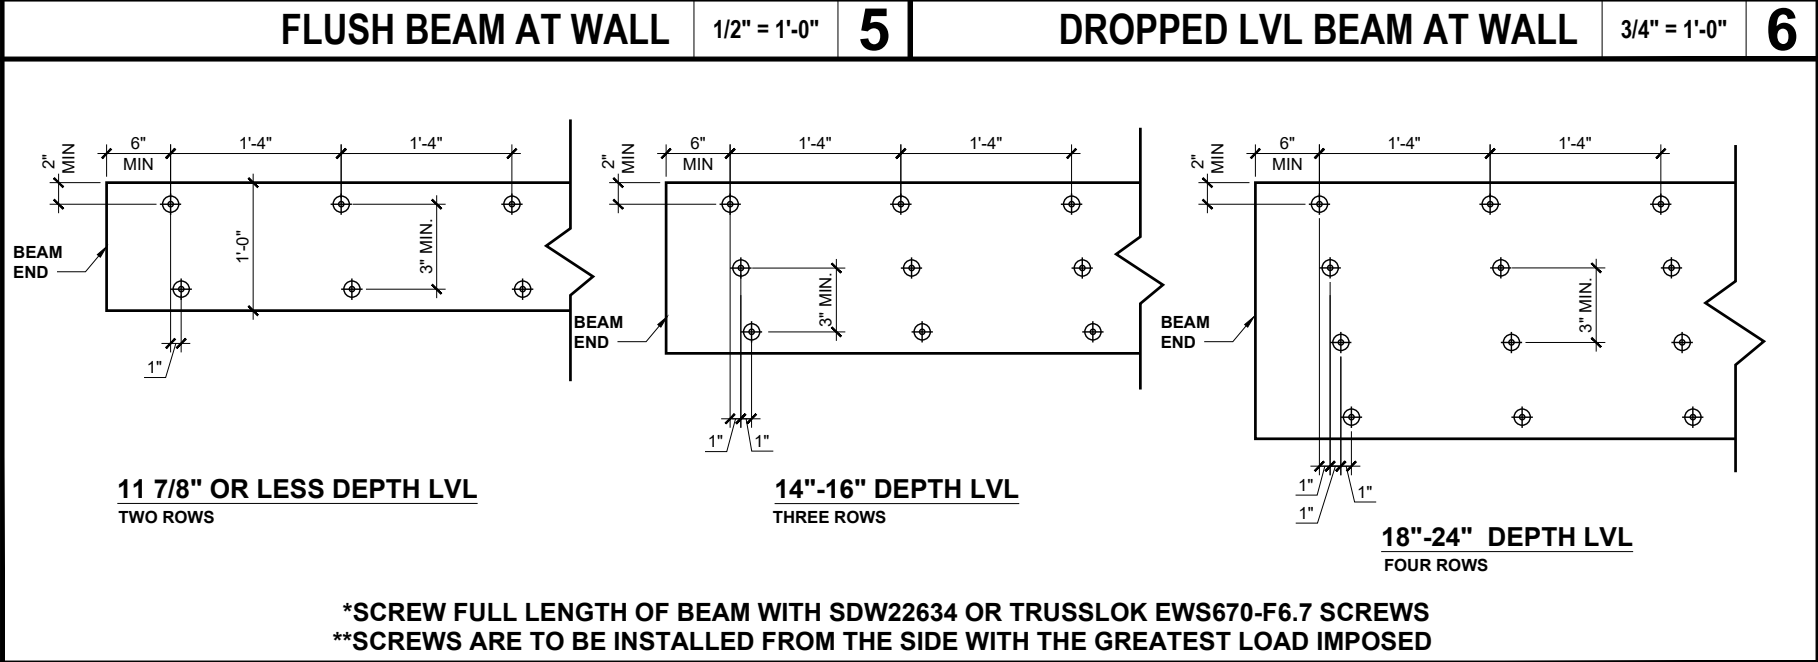 FLUSH BEAM AT WALL 1/2" = 1'-0" 5
DROPPED LVL BEAM AT WALL 3/4" = 1'-0" 6
2" MIN
6" MIN
1'-4"
1'-4"
BEAM
END
1'-0"
3" MIN.
1"
11 7/8" OR LESS DEPTH LVL
TWO ROWS
2" MIN
6" MIN
1'-4"
1'-4"
BEAM
END
3" MIN.
1" 1"
14"-16" DEPTH LVL
THREE ROWS
2" MIN
6" MIN
1'-4"
1'-4"
BEAM
END
3" MIN.
1" 1"
1"
18"-24" DEPTH LVL
FOUR ROWS
*SCREW FULL LENGTH OF BEAM WITH SDW22634 OR TRUSSLOK EWS670-F6.7 SCREWS
**SCREWS ARE TO BE INSTALLED FROM THE SIDE WITH THE GREATEST LOAD IMPOSED